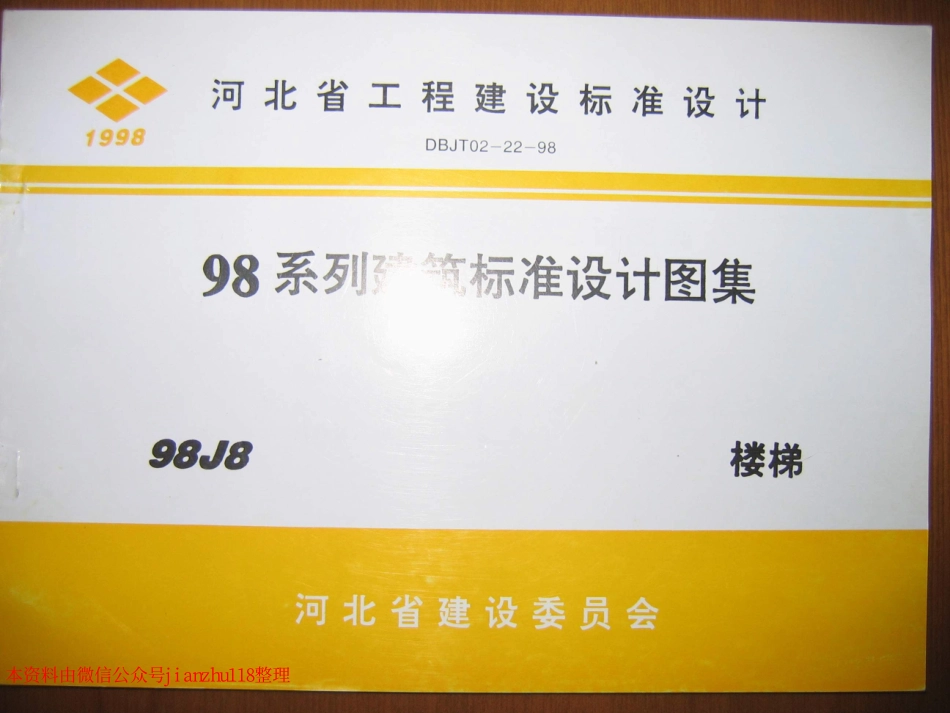 河北省工程建设标准设计
1998
DBJT02-22-98
98系列建筑标准设计图集
98J8
楼梯
河北省建设委员会
本资料由微信公众号jianzhu118整理